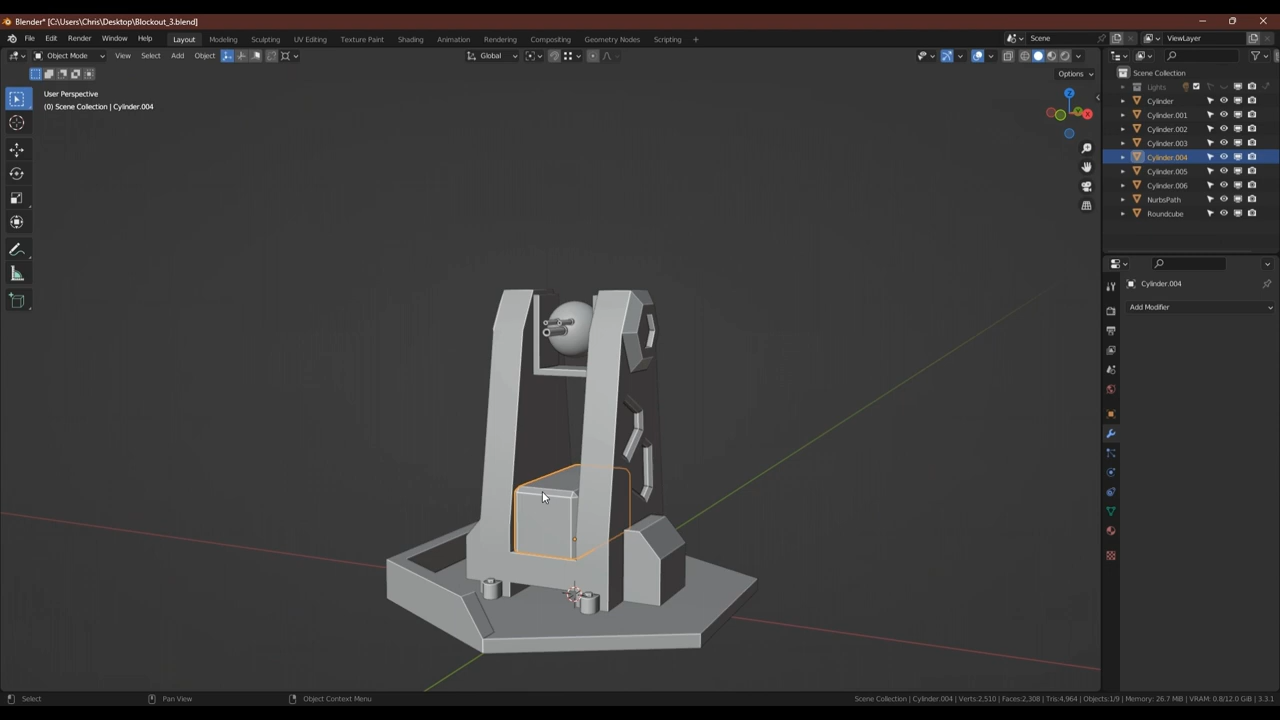 Blender* [C:\Users\Chris\Desktop\Blockout_3.blend]
File Edit Render Window Help Layout Modeling Sculpting UV Editing Texture Paint Shading Animation Rendering Compositing Geometry Nodes Scripting + Scene ViewLayer
Object Mode View Select Add Object Global
Options
User Perspective
(0) Scene Collection | Cylinder.004
Z
Y
X
Scene Collection
Lights
Cylinder
Cylinder.001
Cylinder.002
Cylinder.003
Cylinder.004
Cylinder.005
Cylinder.006
NurbsPath
Roundcube
Cylinder.004
Add Modifier
Select Pan View Object Context Menu Scene Collection | Cylinder.004 | Verts:2,510 | Faces:2,308 | Tris:4,964 | Objects:1/9 | Memory: 26.7 MiB | VRAM: 0.8/12.0 GiB | 3.3.1